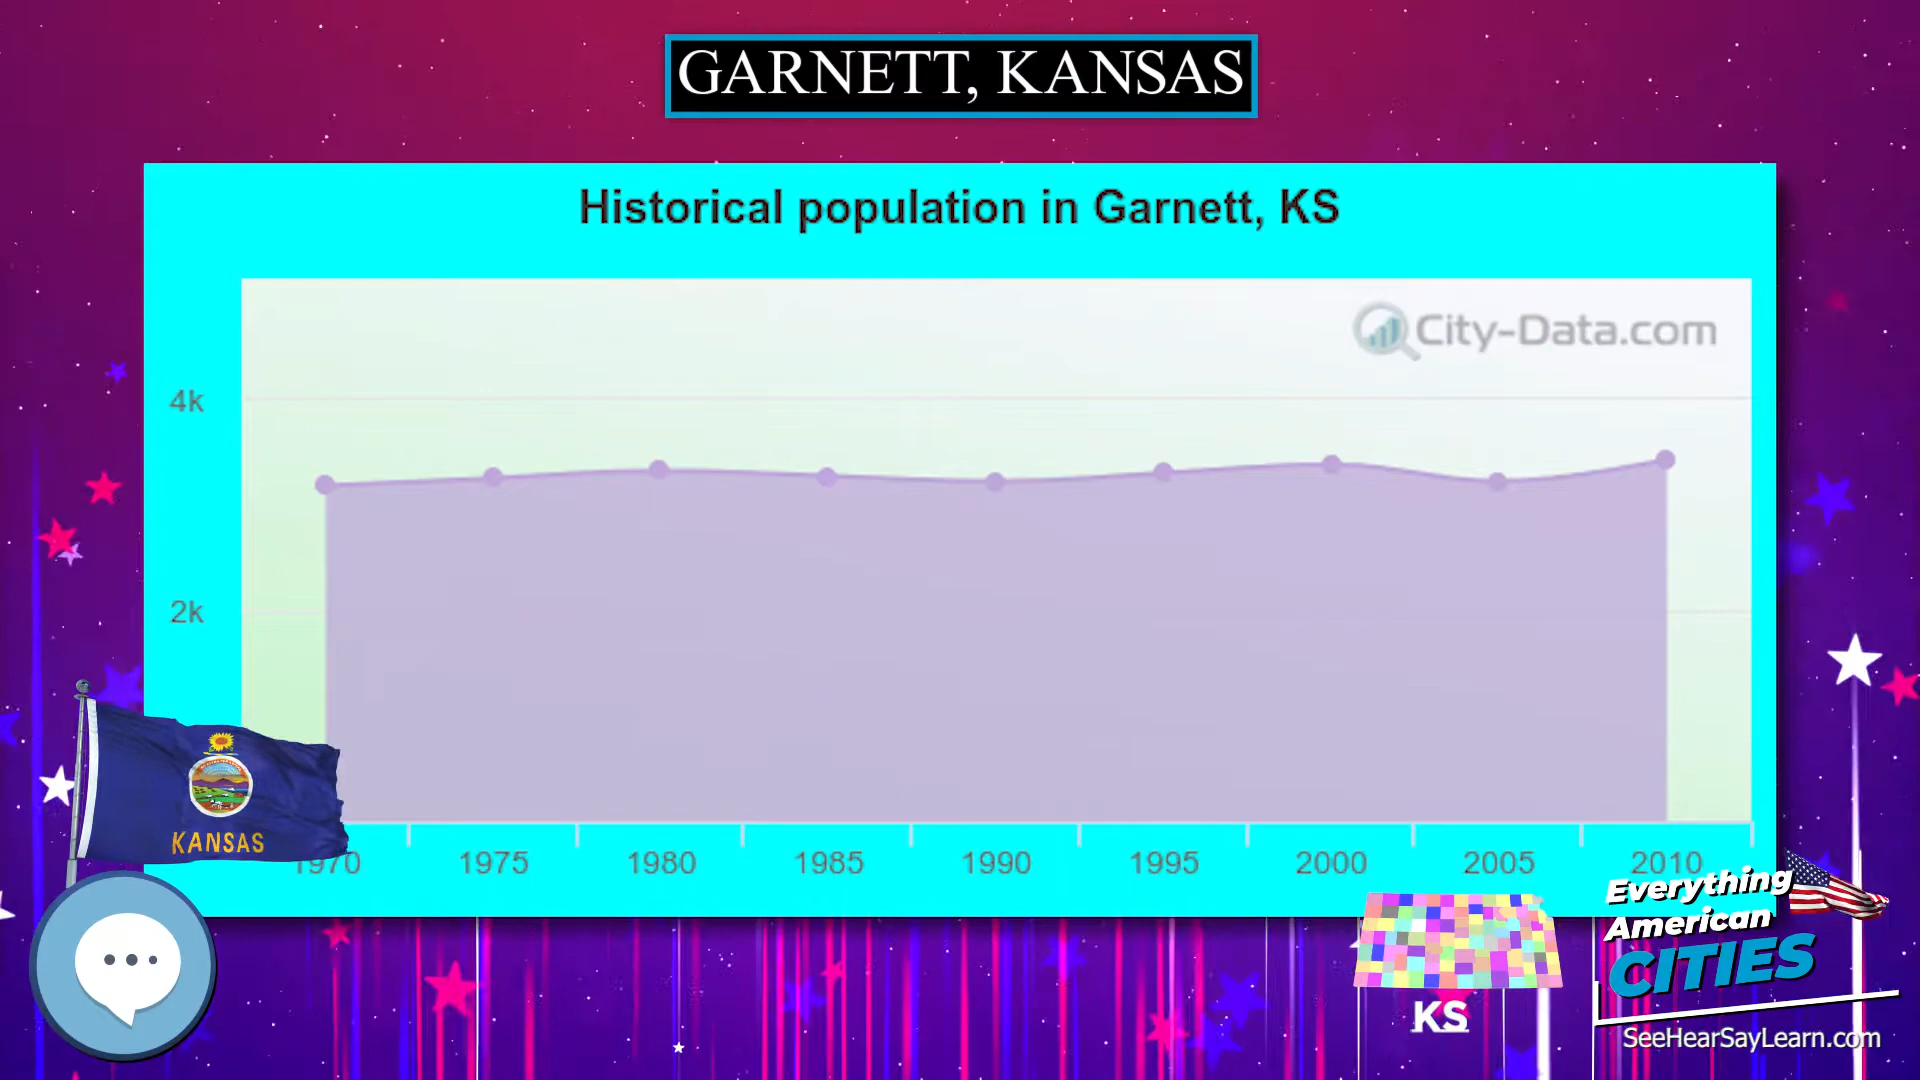 GARNETT, KANSAS
Historical population in Garnett, KS
City-Data.com
4k
2k
KANSAS
1970 1975 1980 1985 1990 1995 2000 2005 2010
Everything
American
CITIES
KS
SeeHearSayLearn.com